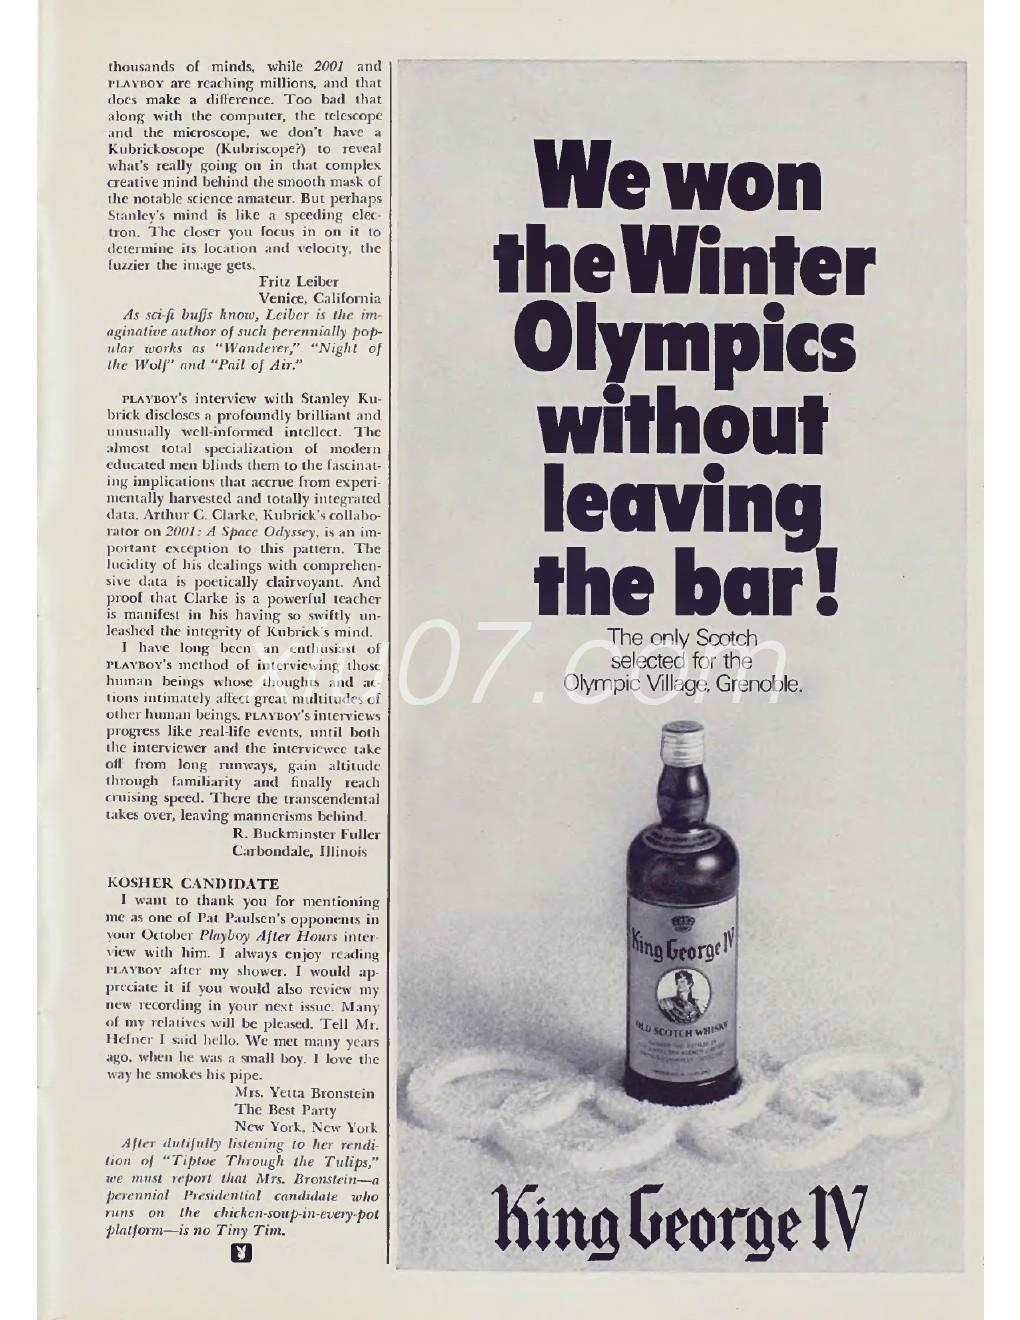 thousands of minds, while 2001 and
PLAYBOY are reaching millions, and that
does make a difference. Too bad that
along with the computer, the telescope
and the microscope, we don't have a
Kubrickoscope (Kubriscope?) to reveal
what's really going on in that complex
creative mind behind the smooth mask of
the notable science amateur. But perhaps
Stanley's mind is like a speeding elec-
tron. The closer you focus in on it to
determine its location and velocity, the
fuzzier the image gets.
Fritz Leiber
Venice, California
As sci-fi buffs know, Leiber is the im-
aginative author of such perennially pop-
ular works as "Wanderer," "Night of
the Wolf" and "Pail of Air."
PLAYBOY's interview with Stanley Ku-
brick discloses a profoundly brilliant and
unusually well-informed intellect. The
almost total specialization of modern
educated men blinds them to the fascinat-
ing implications that accrue from experi-
mentally harvested and totally integrated
data. Arthur C. Clarke, Kubrick's collabo-
rator on 2001: A Space Odyssey, is an im-
portant exception to this pattern. The
lucidity of his dealings with comprehen-
sive data is poetically clairvoyant. And
proof that Clarke is a powerful teacher
is manifest in his having so swiftly un-
leashed the integrity of Kubrick's mind.
I have long been an enthusiast of
PLAYBOY's method of interviewing those
human beings whose thoughts and ac-
tions intimately affect great multitudes of
other human beings. PLAYBOY's interviews
progress like real-life events, until both
the interviewer and the interviewee take
off from long runways, gain altitude
through familiarity and finally reach
cruising speed. There the transcendental
takes over, leaving mannerisms behind.
R. Buckminster Fuller
Carbondale, Illinois
KOSHER CANDIDATE
I want to thank you for mentioning
me as one of Pat Paulsen's opponents in
your October Playboy After Hours inter-
view with him. I always enjoy reading
PLAYBOY after my shower. I would ap-
preciate it if you would also review my
new recording in your next issue. Many
of my relatives will be pleased. Tell Mr.
Hefner I said hello. We met many years
ago, when he was a small boy. I love the
way he smokes his pipe.
Mrs. Yetta Bronstein
The Best Party
New York, New York
After dutifully listening to her rendi-
tion of "Tiptoe Through the Tulips,"
we must report that Mrs. Bronstein—a
perennial Presidential candidate who
runs on the chicken-soup-in-every-pot
platform—is no Tiny Tim.
We won
the Winter
Olympics
without
leaving
the bar!
The only Scotch
selected for the
Olympic Village, Grenoble.
King George IV
OLD SCOTCH WHISKY
King George IV
xiu07.com